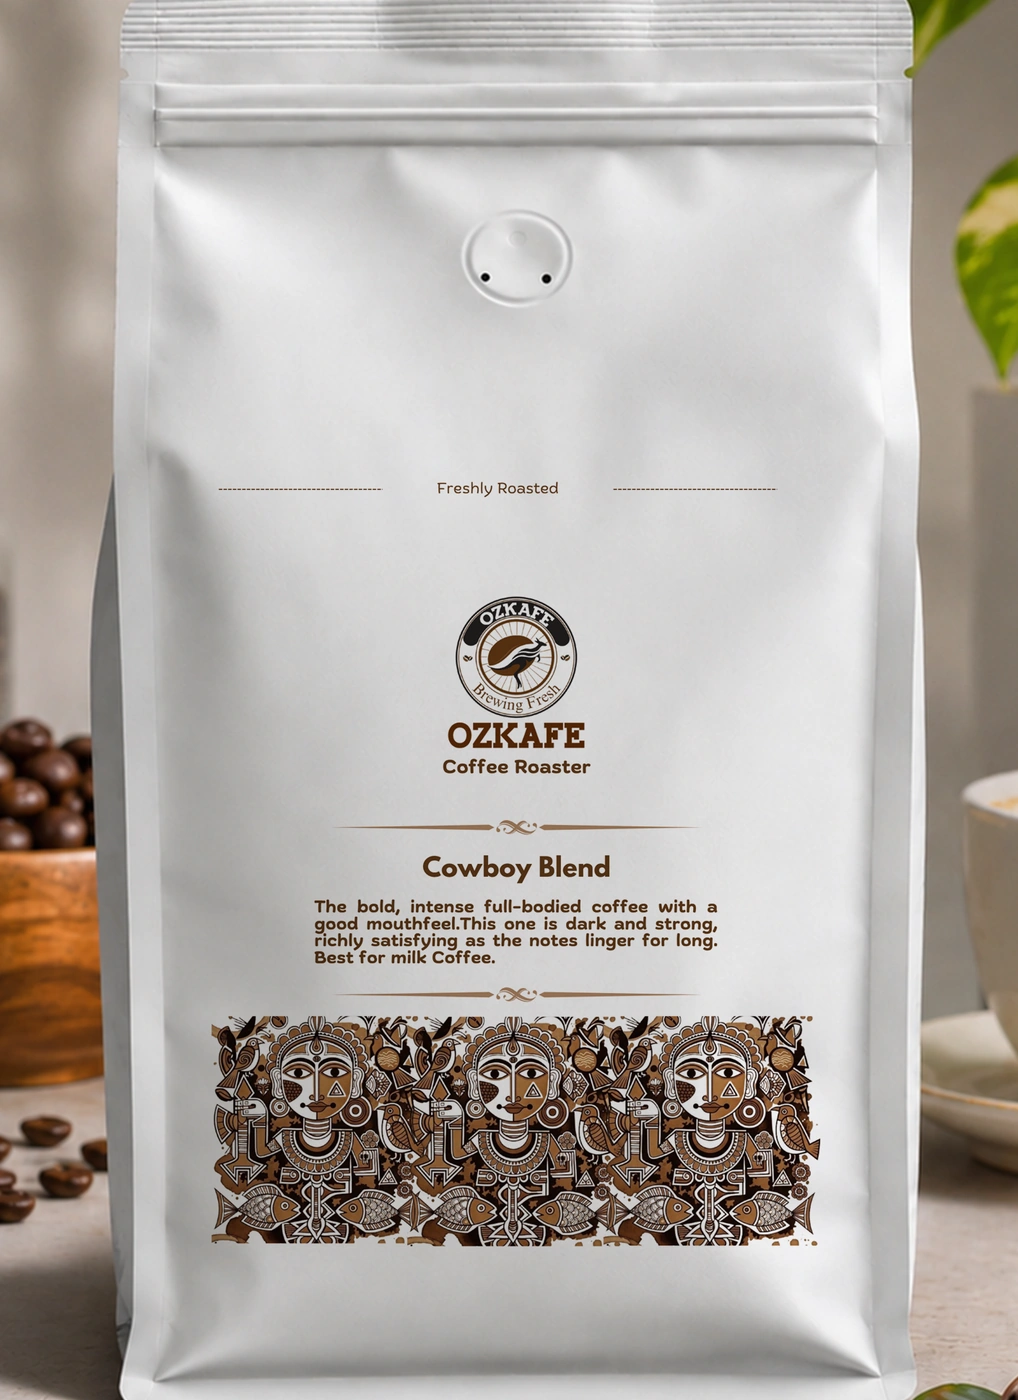 Freshly Roasted
OZKAFE
Brewing Fresh
OZKAFE
Coffee Roaster
Cowboy Blend
The bold, intense full-bodied coffee with a
good mouthfeel.This one is dark and strong,
richly satisfying as the notes linger for long.
Best for milk Coffee.